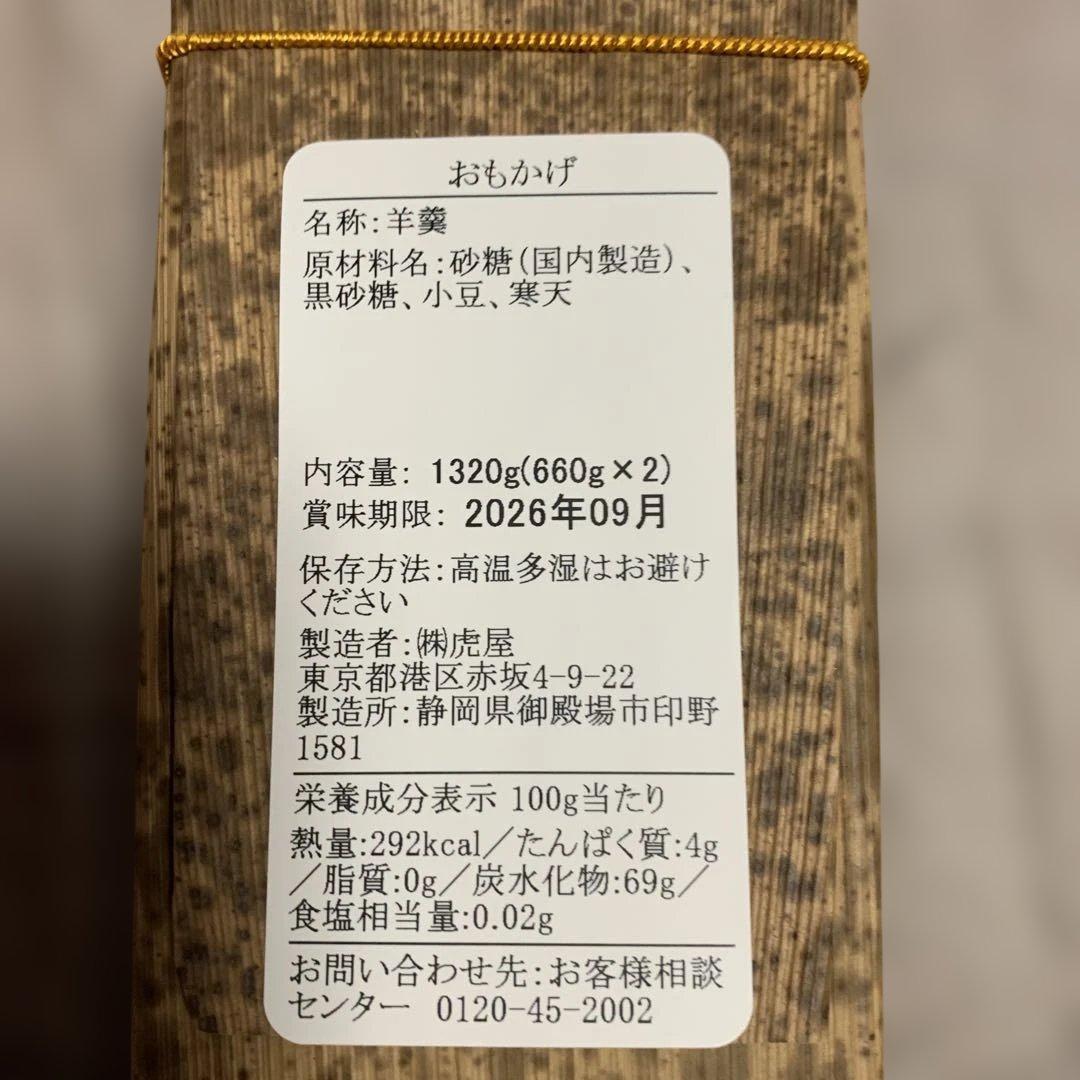 おもかげ
名称:羊羹
原材料名:砂糖(国内製造)、
黒砂糖、小豆、寒天
内容量: 1320g(660g×2)
賞味期限: 2026年09月
保存方法:高温多湿はお避け
ください
製造者:㈱虎屋
東京都港区赤坂4-9-22
製造所:静岡県御殿場市印野
1581
栄養成分表示 100g当たり
熱量:292kcal/たんぱく質:4g
/脂質:0g/炭水化物:69g/
食塩相当量:0.02g
お問い合わせ先:お客様相談
センター 0120-45-2002